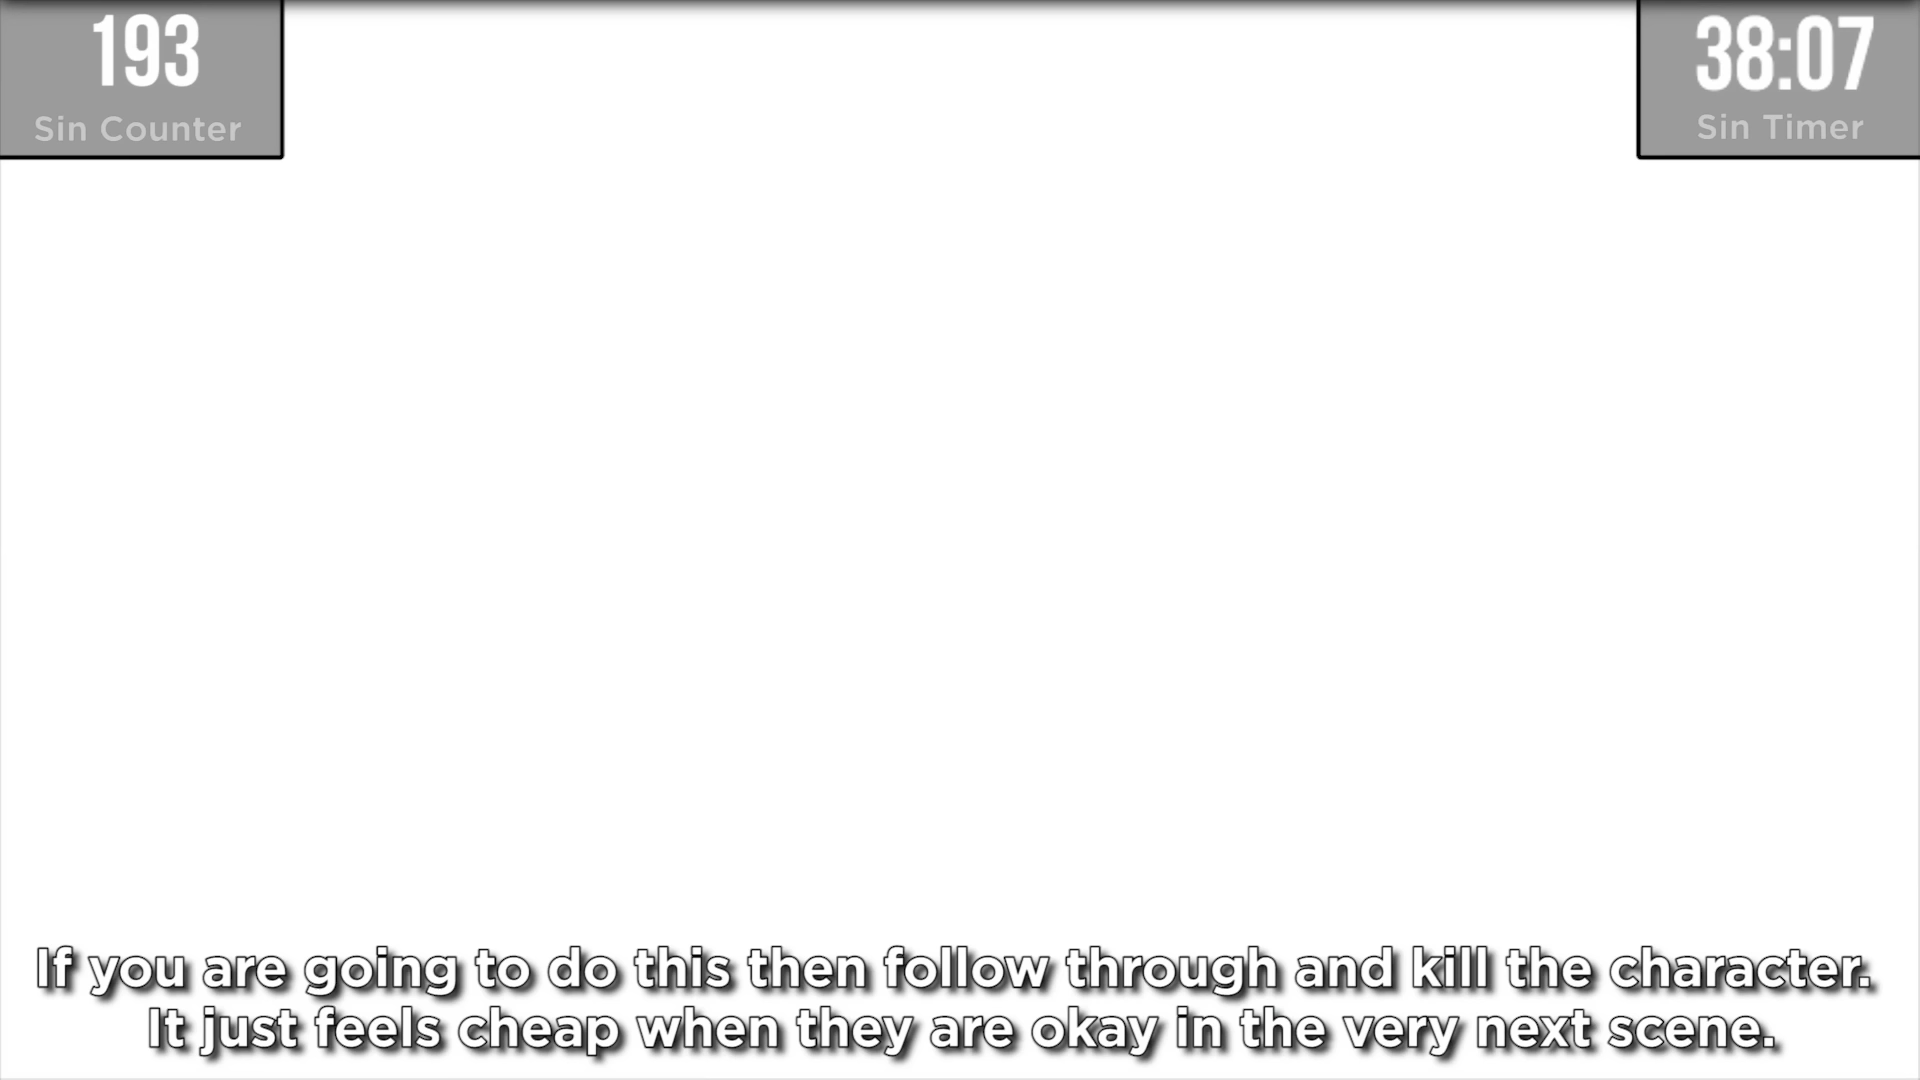 193
Sin Counter
38:07
Sin Timer
If you are going to do this then follow through and kill the character.
It just feels cheap when they are okay in the very next scene.